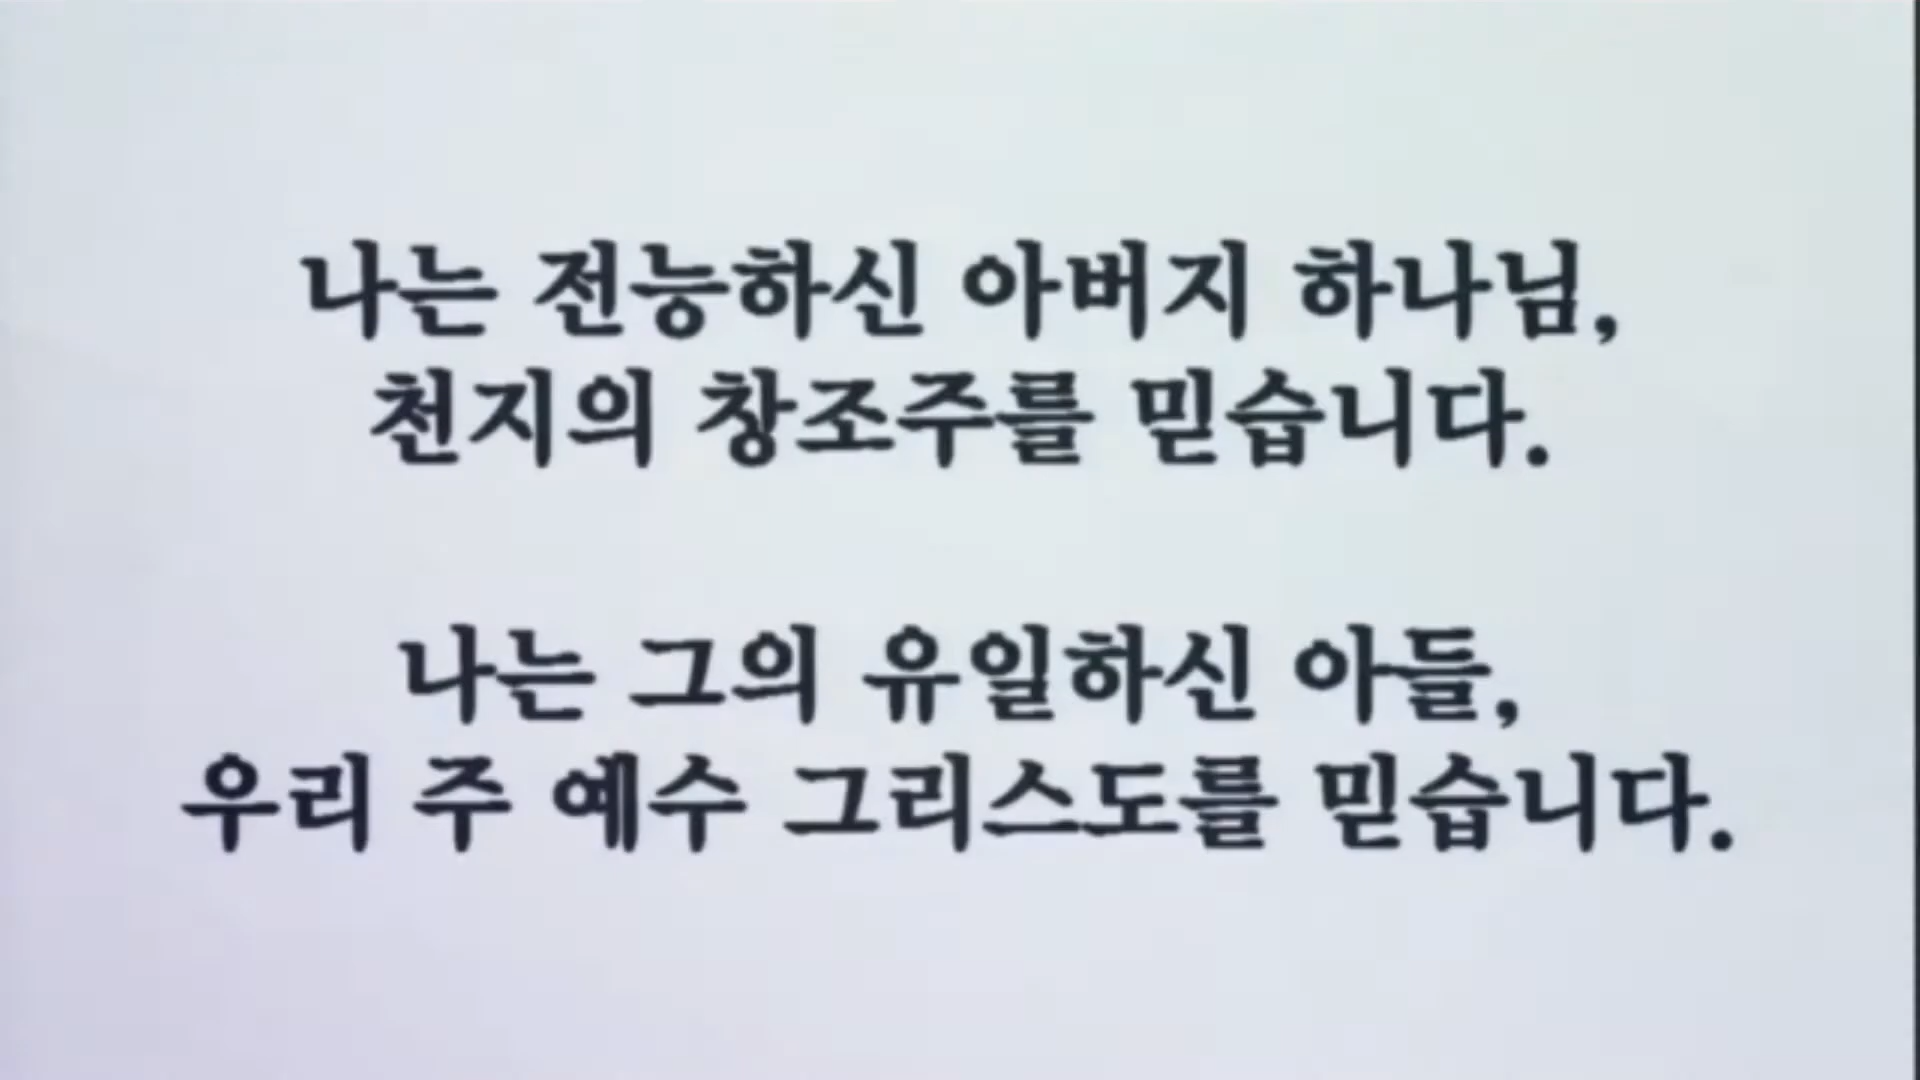 나는 전능하신 아버지 하나님,
천지의 창조주를 믿습니다.
나는 그의 유일하신 아들,
우리 주 예수 그리스도를 믿습니다.